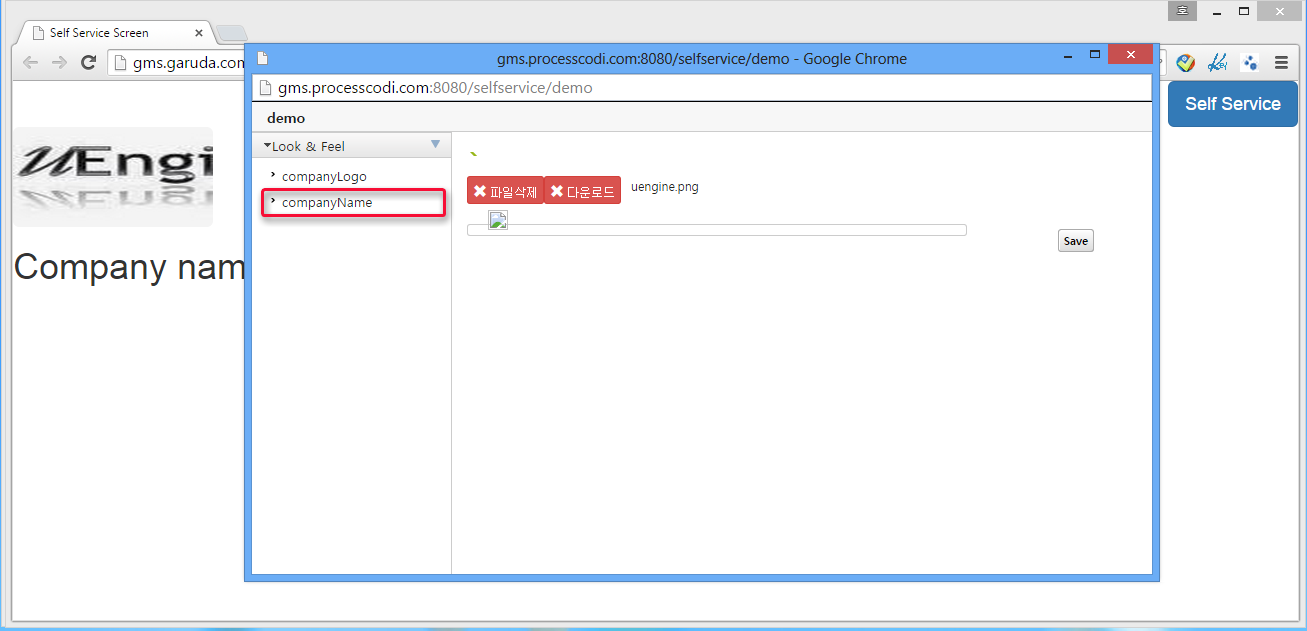 호
Self Service Screen
gms.garuda.com
gms.processcodi.com:8080/selfservice/demo - Google Chrome
gms.processcodi.com:8080/selfservice/demo
Self Service
demo
Look & Feel
companyLogo
companyName
파일삭제
다운로드
uengine.png
Save
UEngi
Company nam